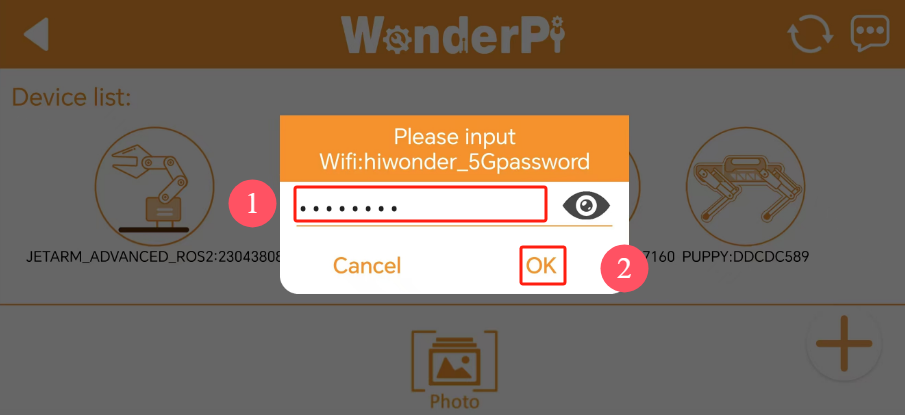 WonderPi
Device list:
Please input
Wifi:hiwonder_5Gpassword
1
Cancel
OK
2
JETARM_ADVANCED_ROS2:23043808
7160
PUPPY:DDCDC589
Photo